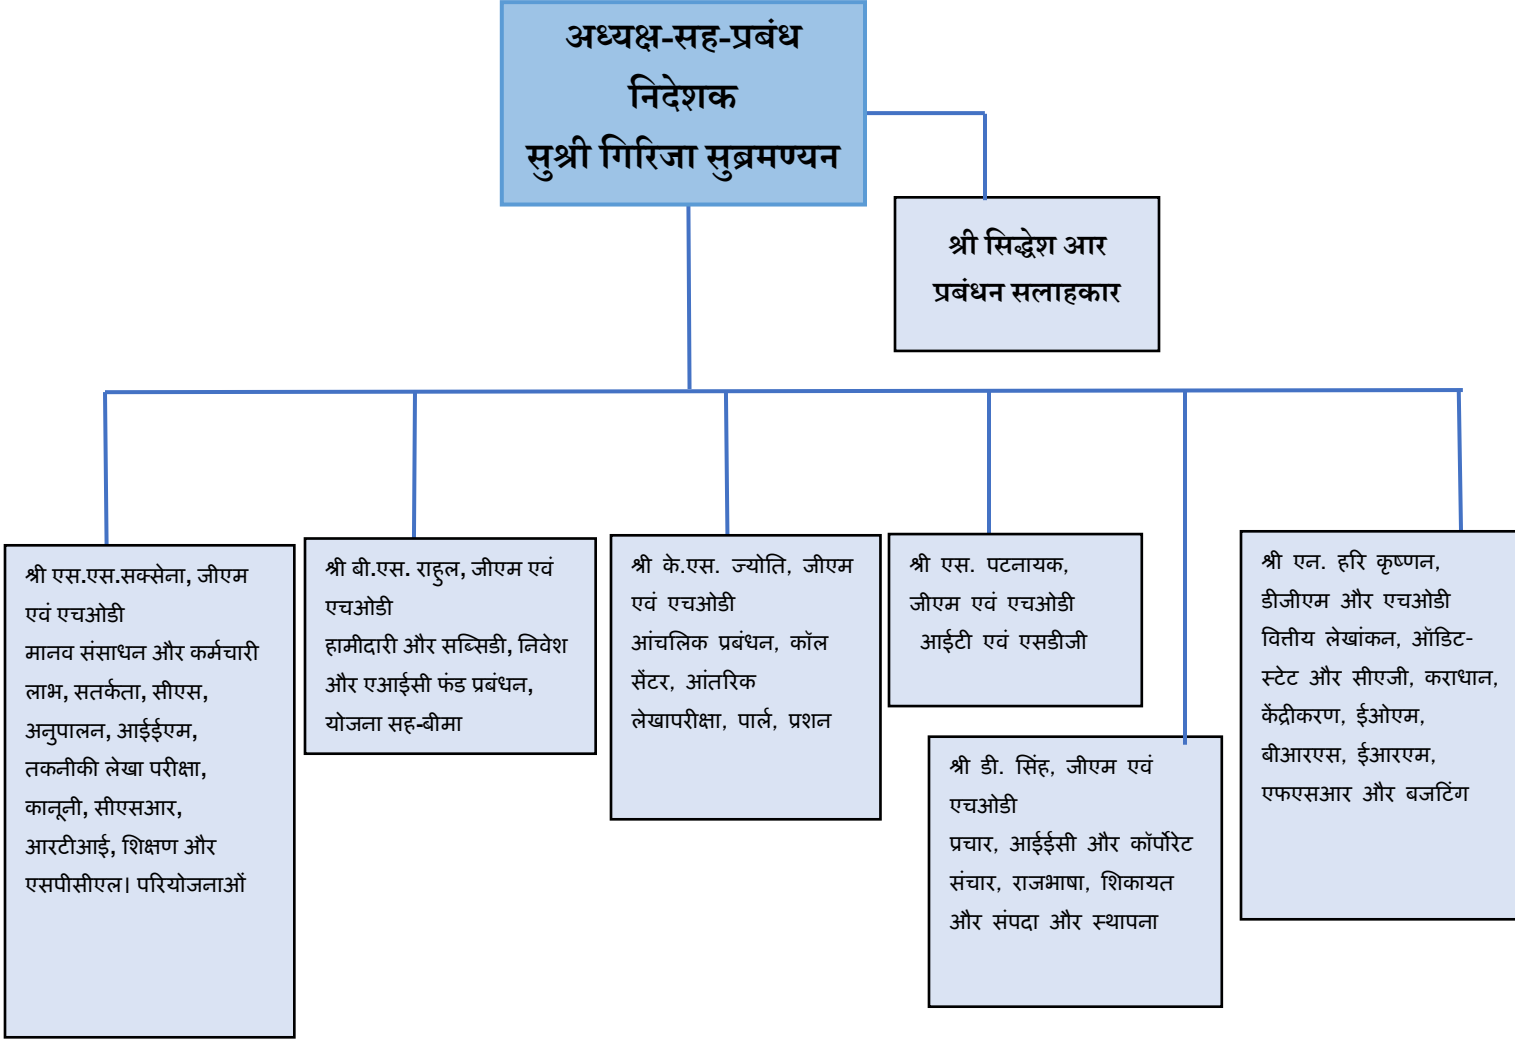 अध्यक्ष-सह-प्रबंध
निदेशक
सुश्री गिरिजा सुब्रमण्यन
श्री सिद्धेश आर
प्रबंधन सलाहकार
श्री एस.एस.सक्सेना, जीएम
एवं एचओडी
मानव संसाधन और कर्मचारी
लाभ, सतर्कता, सीएस,
अनुपालन, आईईएम,
तकनीकी लेखा परीक्षा,
कानूनी, सीएसआर,
आरटीआई, शिक्षण और
एसपीसीएल। परियोजनाओं
श्री बी.एस. राहुल, जीएम एवं
एचओडी
हामीदारी और सब्सिडी, निवेश
और एआईसी फंड प्रबंधन,
योजना सह-बीमा
श्री के.एस. ज्योति, जीएम
एवं एचओडी
आंचलिक प्रबंधन, कॉल
सेंटर, आंतरिक
लेखापरीक्षा, पार्ल, प्रशन
श्री एस. पटनायक,
जीएम एवं एचओडी
आईटी एवं एसडीजी
श्री डी. सिंह, जीएम एवं
एचओडी
प्रचार, आईईसी और कॉर्पोरेट
संचार, राजभाषा, शिकायत
और संपदा और स्थापना
श्री एन. हरि कृष्णन,
डीजीएम और एचओडी
वित्तीय लेखांकन, ऑडिट-
स्टेट और सीएजी, कराधान,
केंद्रीकरण, ईओएम,
बीआरएस, ईआरएम,
एफएसआर और बजटिंग